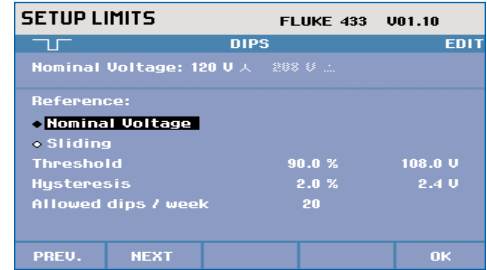 SETUP LIMITS FLUKE 433 V01.10
DIPS EDIT
Nominal Voltage: 120 V 208 V
Reference:
Nominal Voltage
Sliding
Threshold 90.0 % 108.0 V
Hysteresis 2.0 % 2.4 V
Allowed dips / week 20
PREV. NEXT OK